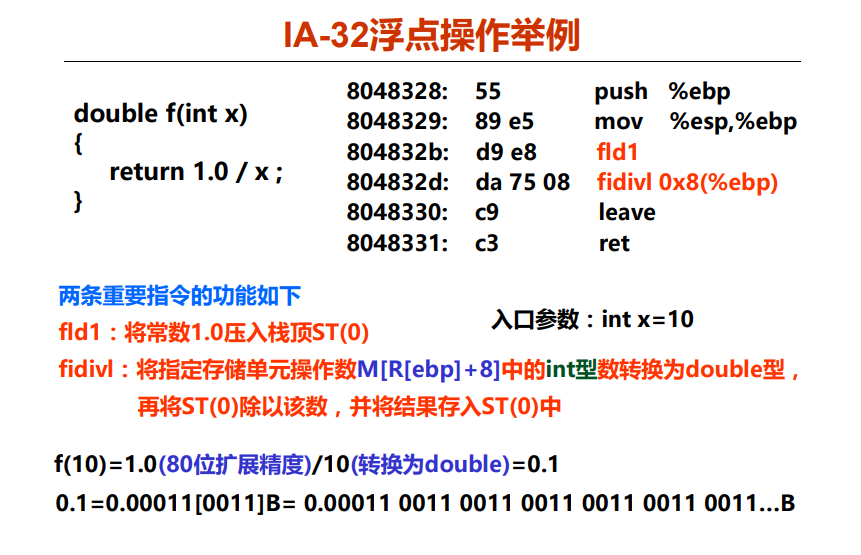 IA-32浮点操作举例
double f(int x)
{
return 1.0 / x ;
}
8048328: 55 push %ebp
8048329: 89 e5 mov %esp,%ebp
804832b: d9 e8 fld1
804832d: da 75 08 fidivl 0x8(%ebp)
8048330: c9 leave
8048331: c3 ret
两条重要指令的功能如下
fld1：将常数1.0压入栈顶ST(0)
入口参数：int x=10
fidivl：将指定存储单元操作数M[R[ebp]+8]中的int型数转换为double型，
再将ST(0)除以该数，并将结果存入ST(0)中
f(10)=1.0(80位扩展精度)/10(转换为double)=0.1
0.1=0.00011[0011]B= 0.00011 0011 0011 0011 0011 0011 0011...B